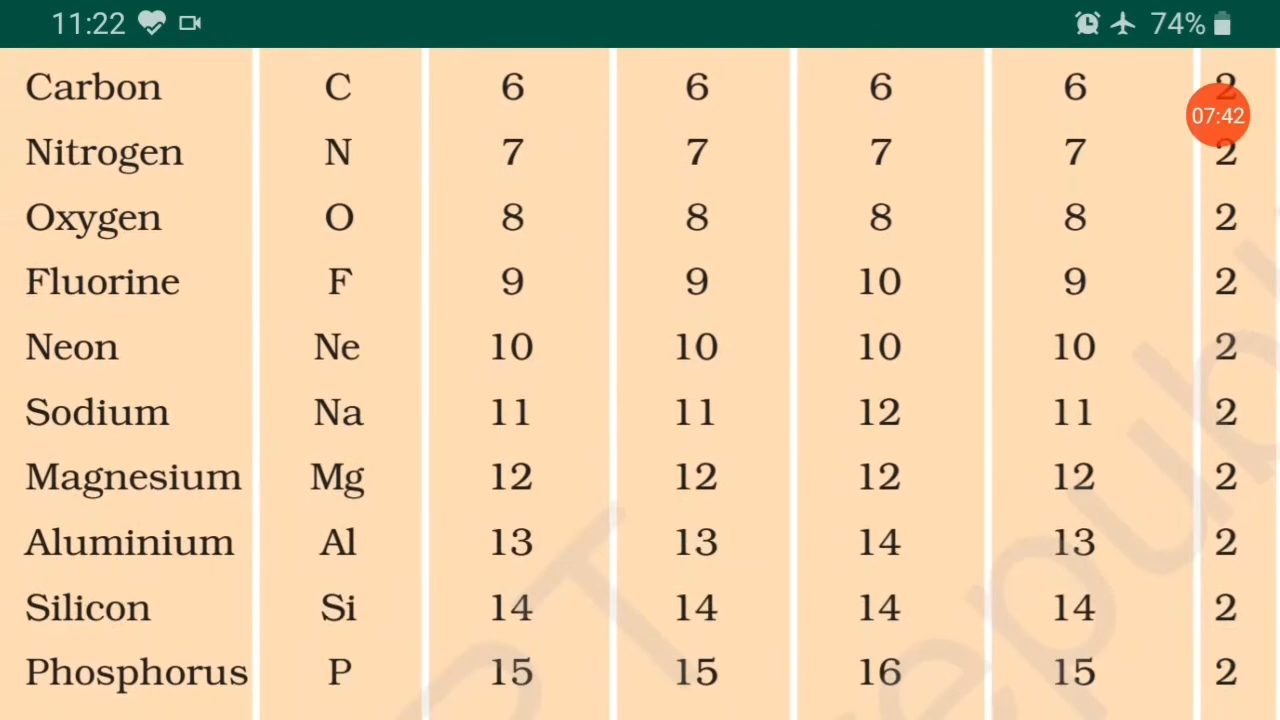 11:22 74%
Carbon C 6 6 6 6 2
07:42
Nitrogen N 7 7 7 7 2
Oxygen O 8 8 8 8 2
Fluorine F 9 9 10 9 2
Neon Ne 10 10 10 10 2
Sodium Na 11 11 12 11 2
Magnesium Mg 12 12 12 12 2
Aluminium Al 13 13 14 13 2
Silicon Si 14 14 14 14 2
Phosphorus P 15 15 16 15 2